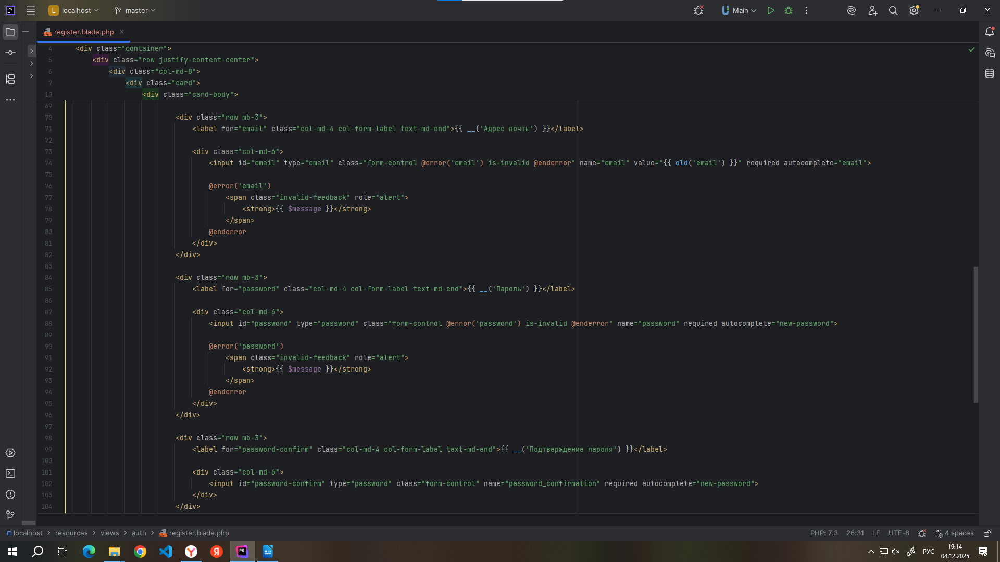 PS L localhost master Main
register.blade.php
4 <div class="container">
5 <div class="row justify-content-center">
6 <div class="col-md-8">
7 <div class="card">
10 <div class="card-body">
69
70 <div class="row mb-3">
71 <label for="email" class="col-md-4 col-form-label text-md-end">{{ __('Адрес почты') }}</label>
72
73 <div class="col-md-6">
74 <input id="email" type="email" class="form-control @error('email') is-invalid @enderror" name="email" value="{{ old('email') }}" required autocomplete="email">
75
76 @error('email')
77 <span class="invalid-feedback" role="alert">
78 <strong>{{ $message }}</strong>
79 </span>
80 @enderror
81 </div>
82 </div>
83
84 <div class="row mb-3">
85 <label for="password" class="col-md-4 col-form-label text-md-end">{{ __('Пароль') }}</label>
86
87 <div class="col-md-6">
88 <input id="password" type="password" class="form-control @error('password') is-invalid @enderror" name="password" required autocomplete="new-password">
89
90 @error('password')
91 <span class="invalid-feedback" role="alert">
92 <strong>{{ $message }}</strong>
93 </span>
94 @enderror
95 </div>
96 </div>
97
98 <div class="row mb-3">
99 <label for="password-confirm" class="col-md-4 col-form-label text-md-end">{{ __('Подтверждение пароля') }}</label>
100
101 <div class="col-md-6">
102 <input id="password-confirm" type="password" class="form-control" name="password_confirmation" required autocomplete="new-password">
103 </div>
104 </div>
localhost > resources > views > auth > register.blade.php PHP: 7.3 26:31 LF UTF-8 4 spaces
Я PS РУС 19:14
04.12.2025